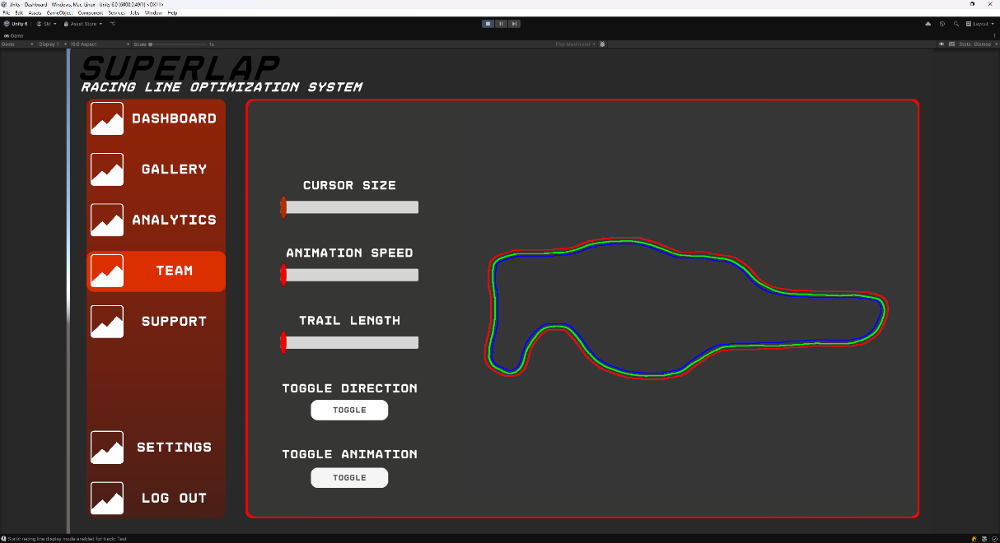 Unity - Dashboard - Windows, Mac, Linux - Unity 6.0 (6000.0.49f1) <DX11>
File Edit Assets GameObject Component Services Jobs Window Help
Unity 6 SM Asset Store Layout
Game
Game Display 1 16:9 Aspect Scale 1x Play Maximized Stats Gizmos
SUPERLAP
RACING LINE OPTIMIZATION SYSTEM
DASHBOARD
GALLERY
ANALYTICS
TEAM
SUPPORT
SETTINGS
LOG OUT
CURSOR SIZE
ANIMATION SPEED
TRAIL LENGTH
TOGGLE DIRECTION
TOGGLE
TOGGLE ANIMATION
TOGGLE
Static racing line display mode enabled for track: Test